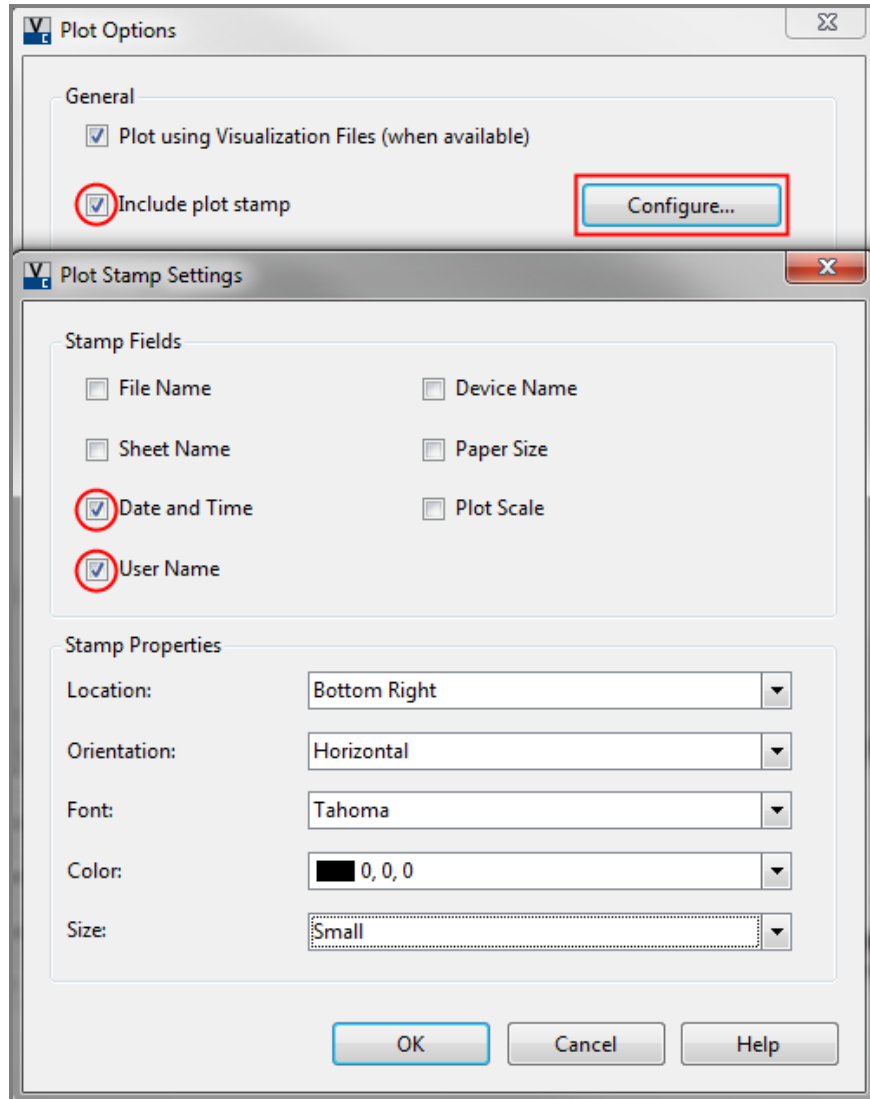 Plot Options
General
Plot using Visualization Files (when available)
Include plot stamp
Configure...
Plot Stamp Settings
Stamp Fields
File Name
Device Name
Sheet Name
Paper Size
Date and Time
Plot Scale
User Name
Stamp Properties
Location: Bottom Right
Orientation: Horizontal
Font: Tahoma
Color: 0, 0, 0
Size: Small
OK Cancel Help